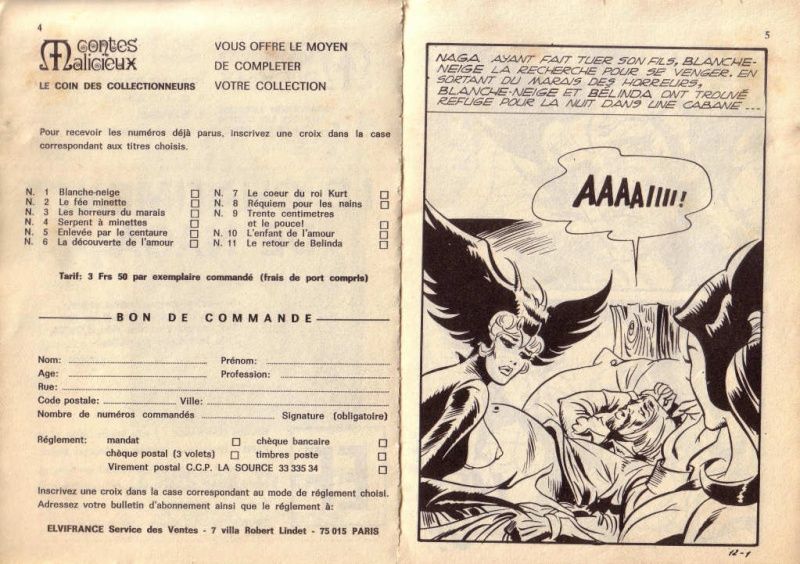 4
contes
Malicieux
LE COIN DES COLLECTIONNEURS
VOUS OFFRE LE MOYEN
DE COMPLETER
VOTRE COLLECTION
Pour recevoir les numéros déjà parus, inscrivez une croix dans la case
correspondant aux titres choisis.
N. 1 Blanche-neige
N. 2 Le fée minette
N. 3 Les horreurs du marais
N. 4 Serpent à minettes
N. 5 Enlevée par le centaure
N. 6 La découverte de l'amour
N. 7 Le coeur du roi Kurt
N. 8 Réquiem pour les nains
N. 9 Trente centimetres
et le pouce!
N. 10 L'enfant de l'amour
N. 11 Le retour de Belinda
Tarif: 3 Frs 50 par exemplaire commandé (frais de port compris)
BON DE COMMANDE
Nom: Prénom:
Age: Profession:
Rue:
Code postale: Ville:
Nombre de numéros commandés Signature (obligatoire)
Réglement: mandat chèque bancaire
chèque postal (3 volets) timbres poste
Virement postal C.C.P. LA SOURCE 33 335 34
Inscrivez une croix dans la case correspondant au mode de réglement choisi.
Adressez votre bulletin d'abonnement ainsi que le réglement à:
ELVIFRANCE Service des Ventes - 7 villa Robert Lindet - 75 015 PARIS
5
NAGA AYANT FAIT TUER SON FILS, BLANCHE-
NEIGE LA RECHERCHE POUR SE VENGER. EN
SORTANT DU MARAIS DES HORREURS,
BLANCHE-NEIGE ET BÉLINDA ONT TROUVÉ
REFUGE POUR LA NUIT DANS UNE CABANE ...
AAAAIIII!
12-1